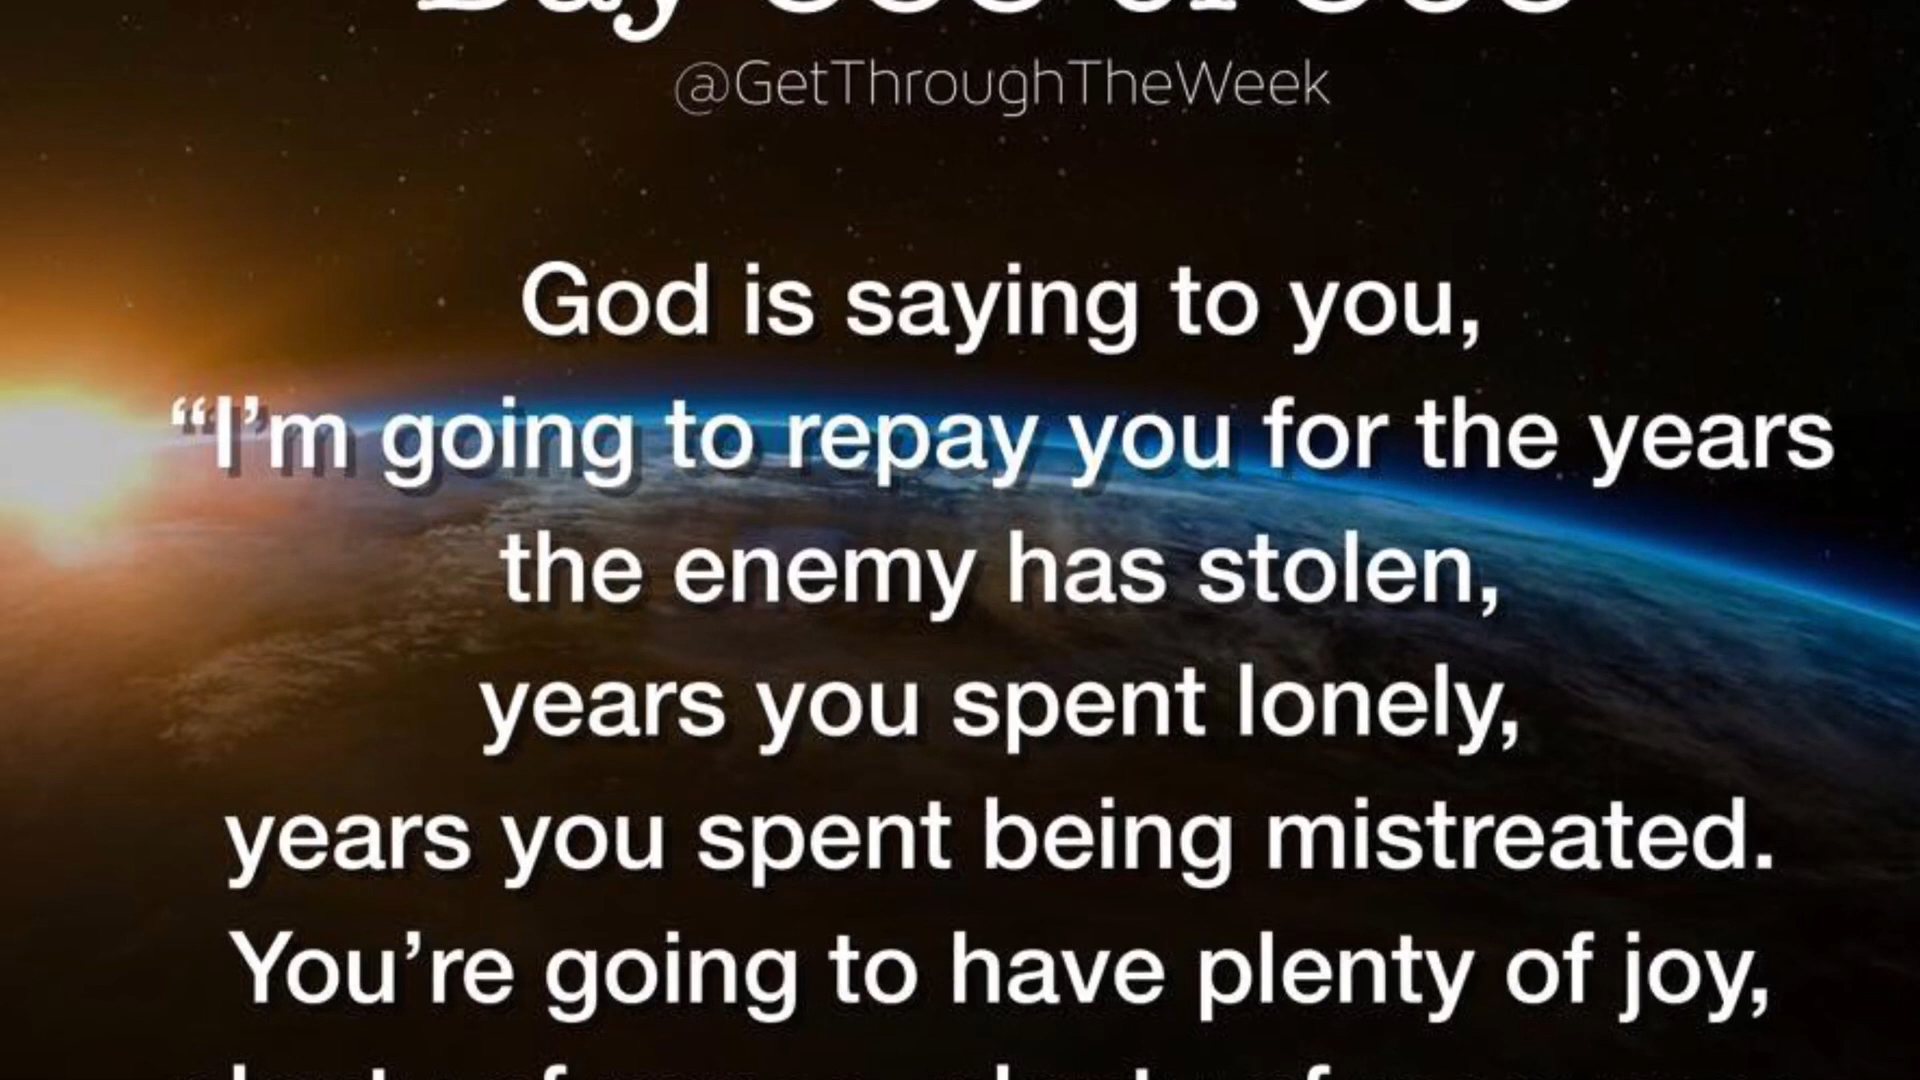 @GetThroughTheWeek
God is saying to you,
“I’m going to repay you for the years
the enemy has stolen,
years you spent lonely,
years you spent being mistreated.
You’re going to have plenty of joy,